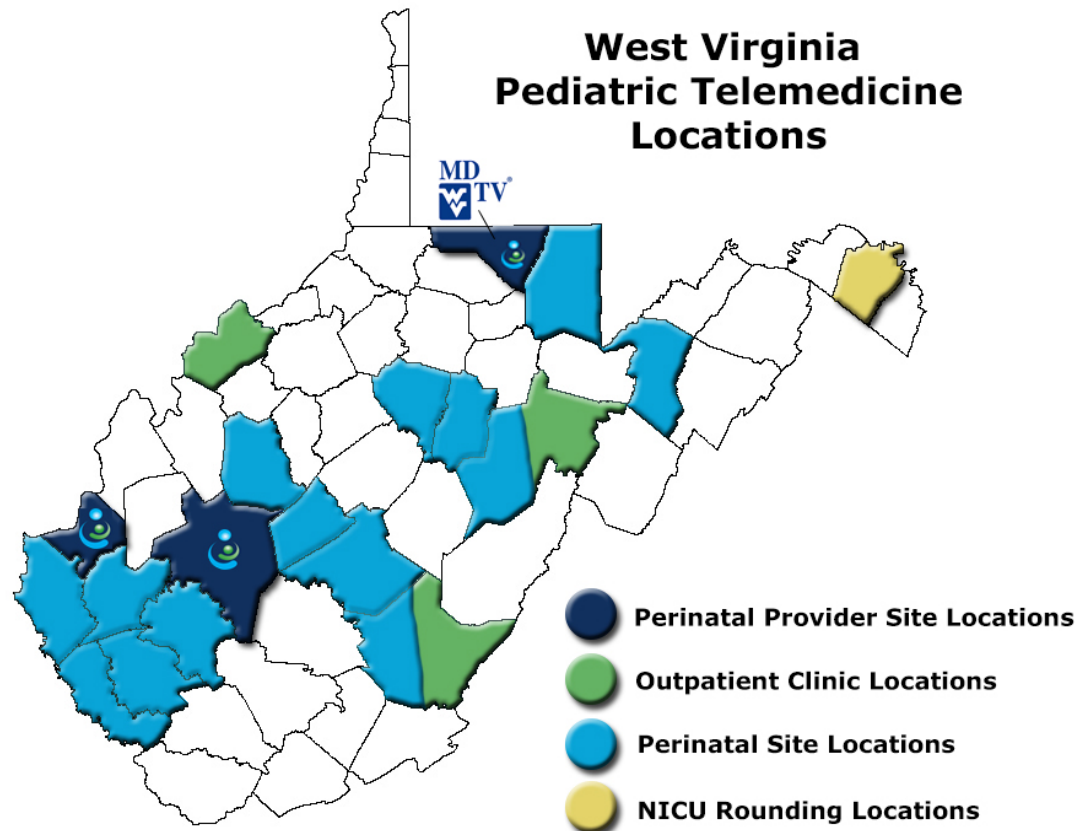 West Virginia
Pediatric Telemedicine
Locations
MD
WV TV®
Perinatal Provider Site Locations
Outpatient Clinic Locations
Perinatal Site Locations
NICU Rounding Locations